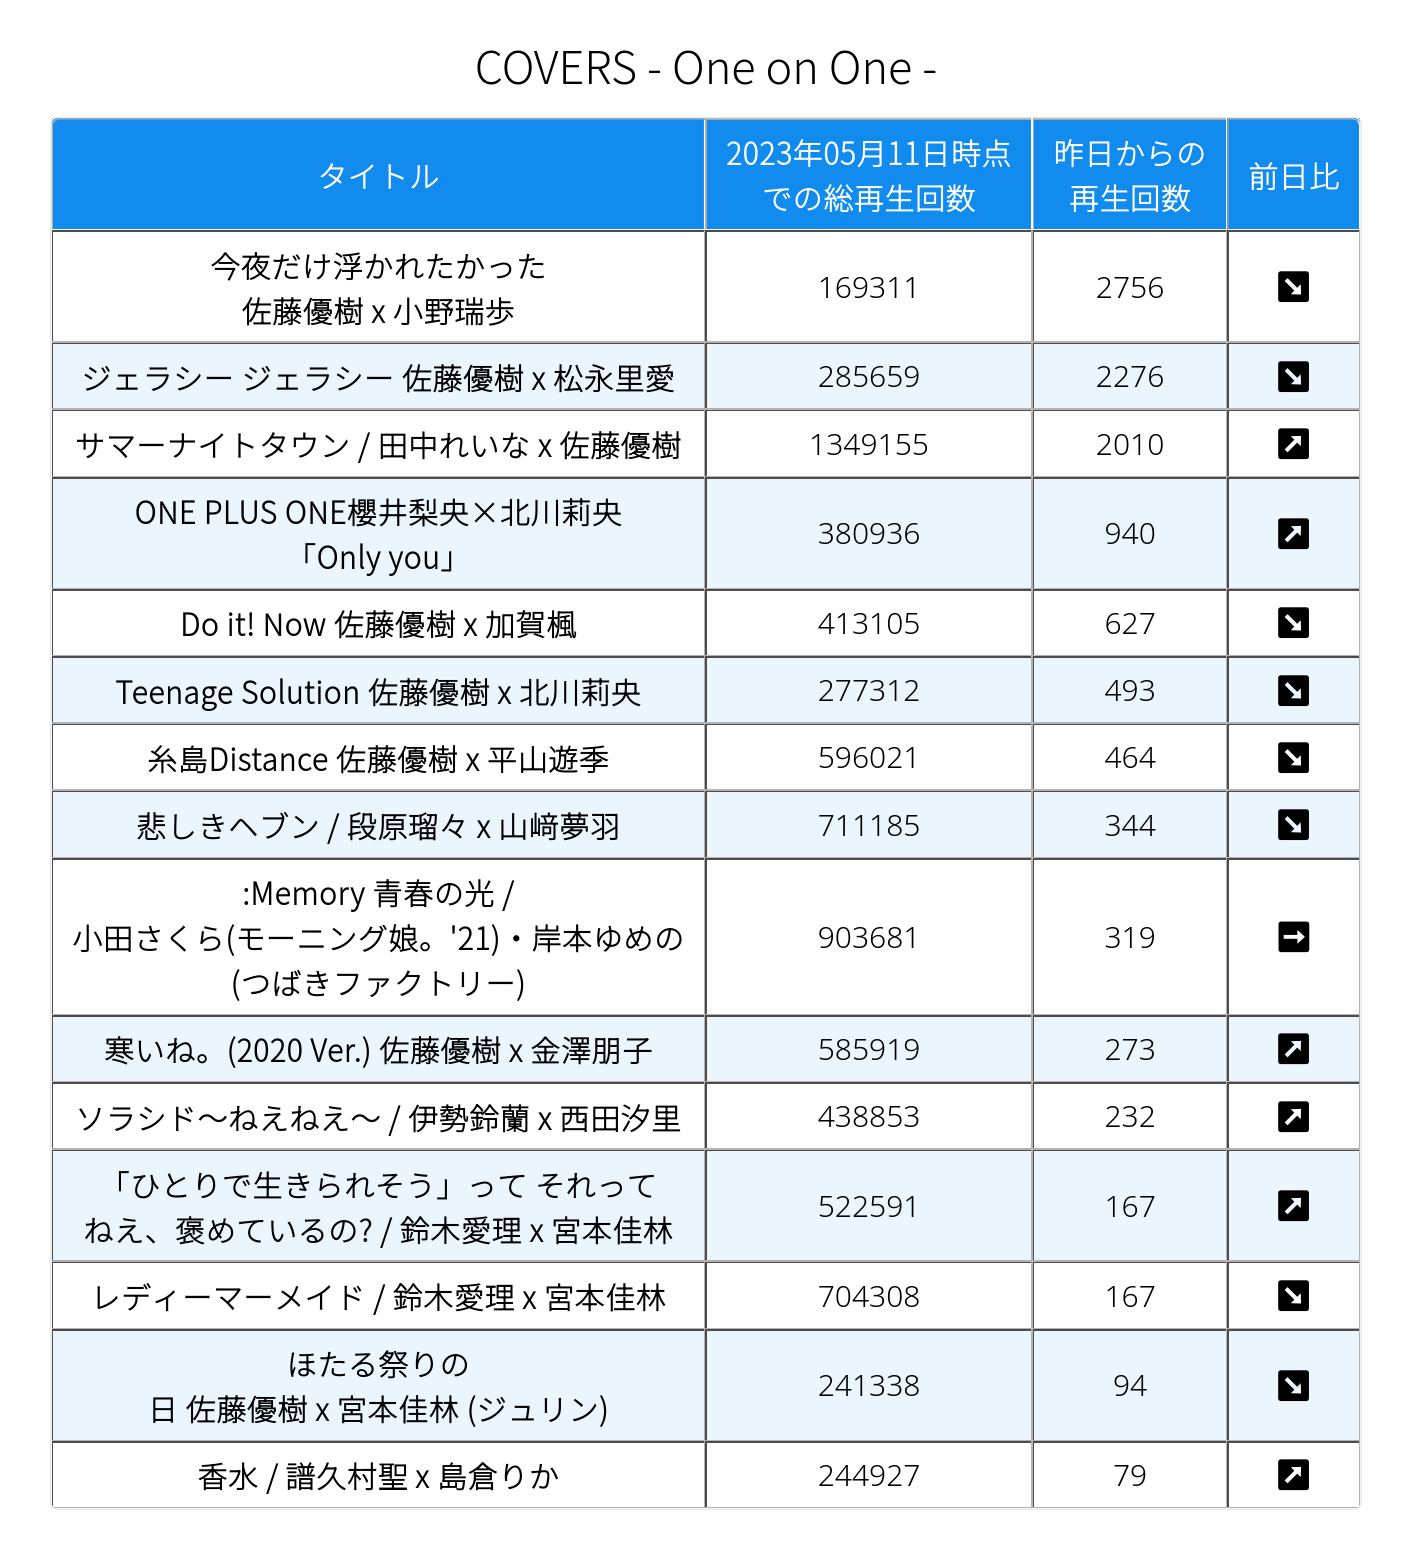 COVERS - One on One -
タイトル
2023年05月11日時点
での総再生回数
昨日からの
再生回数
前日比
今夜だけ浮かれたかった
佐藤優樹 x 小野瑞歩
169311
2756
ジェラシー ジェラシー 佐藤優樹 x 松永里愛
285659
2276
サマーナイトタウン / 田中れいな x 佐藤優樹
1349155
2010
ONE PLUS ONE櫻井梨央×北川莉央
「Only you」
380936
940
Do it! Now 佐藤優樹 x 加賀楓
413105
627
Teenage Solution 佐藤優樹 x 北川莉央
277312
493
糸島Distance 佐藤優樹 x 平山遊季
596021
464
悲しきヘブン / 段原瑠々 x 山﨑夢羽
711185
344
:Memory 青春の光 /
小田さくら(モーニング娘。'21)・岸本ゆめの
(つばきファクトリー)
903681
319
寒いね。(2020 Ver.) 佐藤優樹 x 金澤朋子
585919
273
ソラシド〜ねえねえ〜 / 伊勢鈴蘭 x 西田汐里
438853
232
「ひとりで生きられそう」って それって
ねえ、褒めているの? / 鈴木愛理 x 宮本佳林
522591
167
レディーマーメイド / 鈴木愛理 x 宮本佳林
704308
167
ほたる祭りの
日 佐藤優樹 x 宮本佳林 (ジュリン)
241338
94
香水 / 譜久村聖 x 島倉りか
244927
79